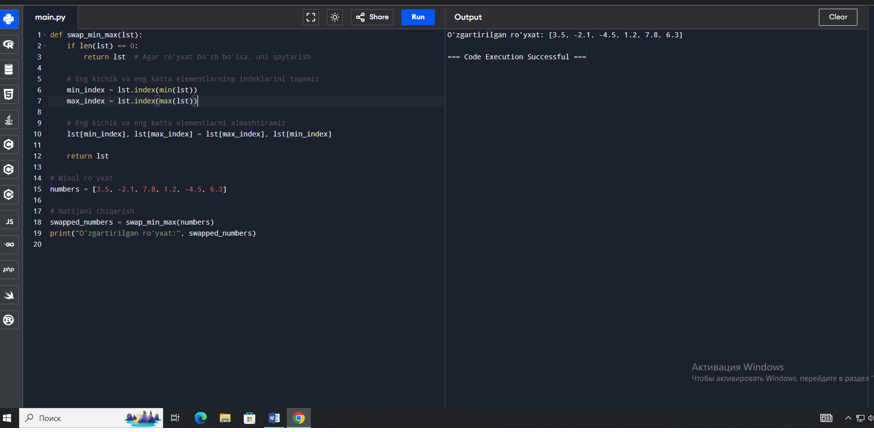 main.py
Share
Run
Output
Clear
1 def swap_min_max(lst):
2 if len(lst) == 0:
3 return lst # Agar ro'yxat bo'sh bo'lsa, uni qaytarish
4
5 # Eng kichik va eng katta elementlarning indeklarini topamiz
6 min_index = lst.index(min(lst))
7 max_index = lst.index(max(lst))
8
9 # Eng kichik va eng katta elementlarni almashtiramiz
10 lst[min_index], lst[max_index] = lst[max_index], lst[min_index]
11
12 return lst
13
14 # Misol ro'yxat
15 numbers = [3.5, -2.1, 7.8, 1.2, -4.5, 6.3]
16
17 # Natijani chiqarish
18 swapped_numbers = swap_min_max(numbers)
19 print("O'zgartirilgan ro'yxat:", swapped_numbers)
20
O'zgartirilgan ro'yxat: [3.5, -2.1, -4.5, 1.2, 7.8, 6.3]
=== Code Execution Successful ===
JS
GO
php
Активация Windows
Чтобы активировать Windows, перейдите в раздел "
Поиск